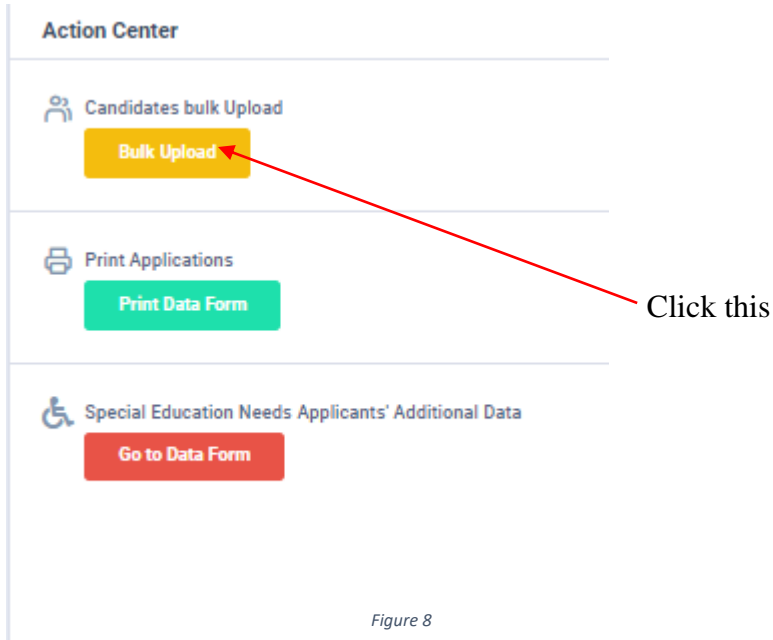 Action Center
Candidates bulk Upload
Bulk Upload
Print Applications
Print Data Form
Click this
Special Education Needs Applicants' Additional Data
Go to Data Form
Figure 8